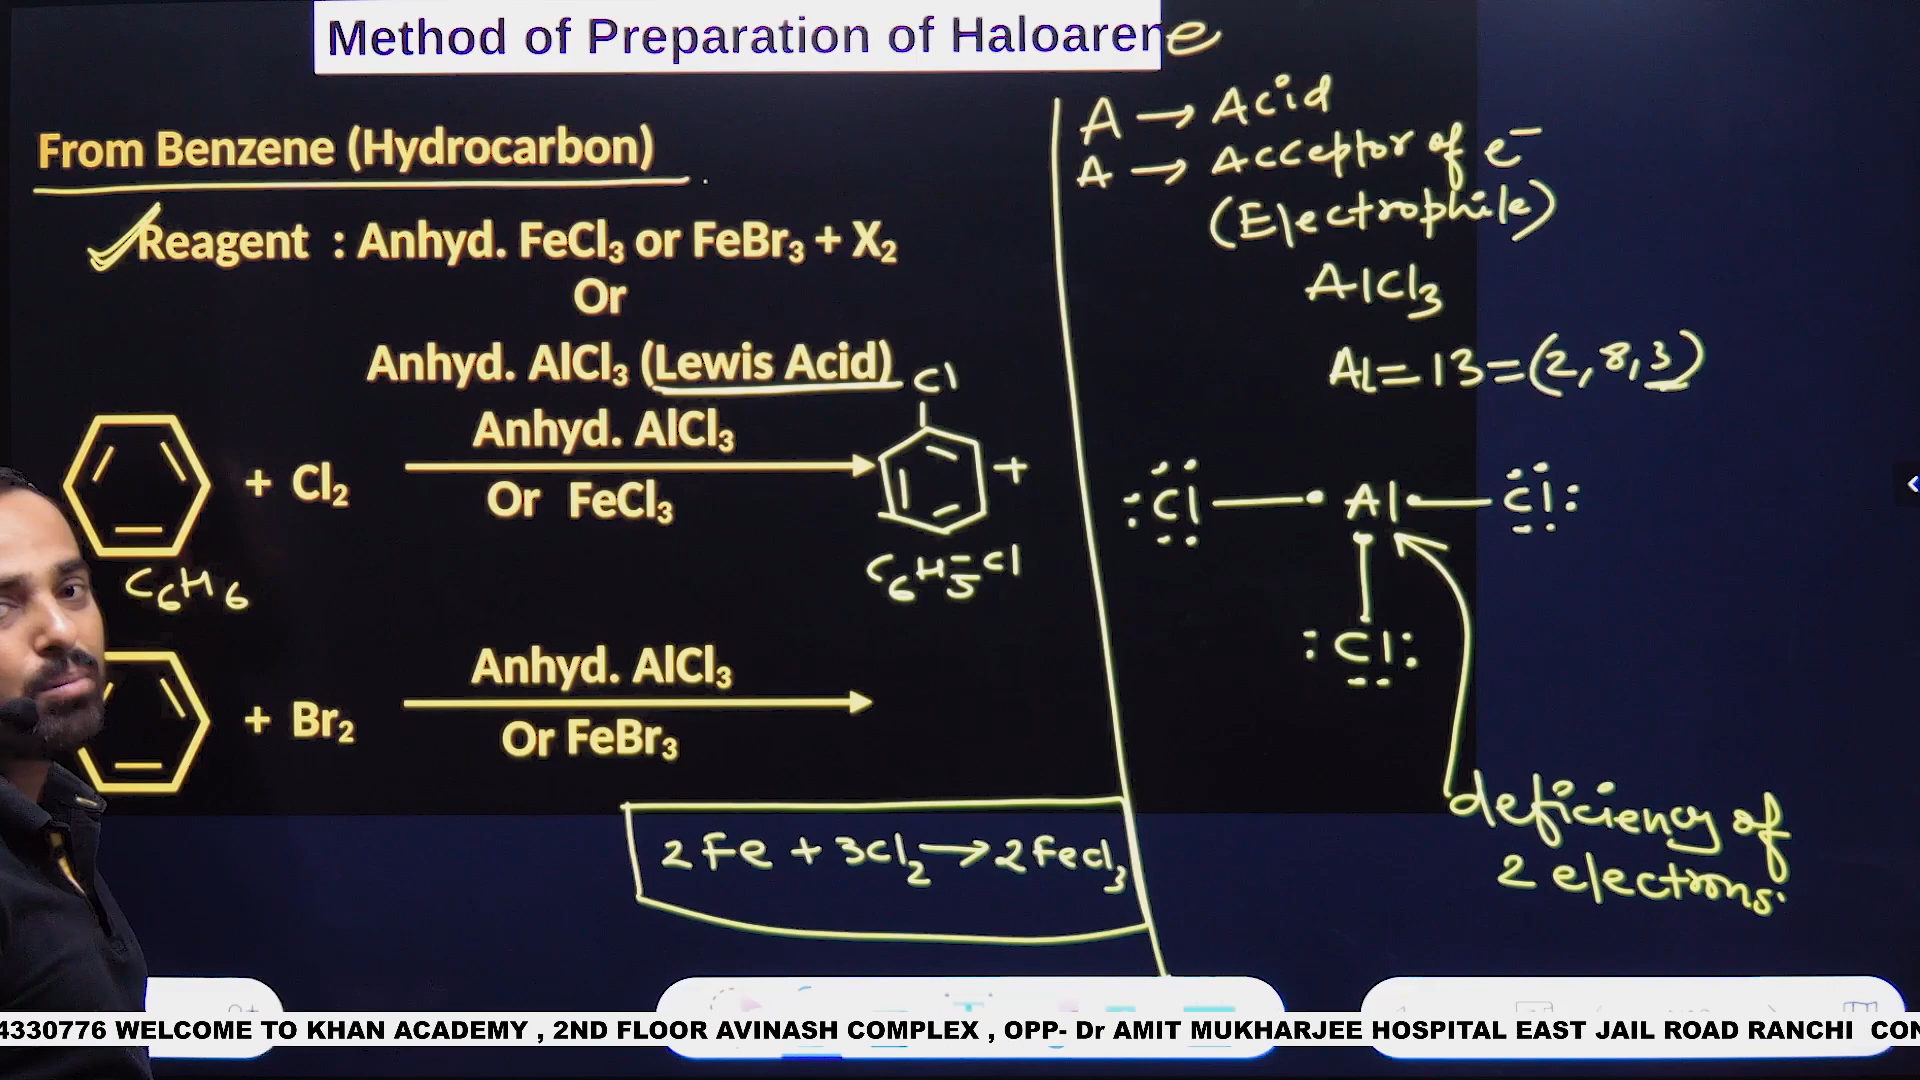 Method of Preparation of Haloarene
From Benzene (Hydrocarbon)
Reagent : Anhyd. FeCl₃ or FeBr₃ + X₂
Or
Anhyd. AlCl₃ (Lewis Acid)
Anhyd. AlCl₃
+ Cl₂
Or FeCl₃
Cl
+
C₆H₆
C₆H₅-Cl
Anhyd. AlCl₃
+ Br₂
Or FeBr₃
2Fe + 3Cl₂ → 2FeCl₃
A → Acid
A → Acceptor of e⁻
(Electrophile)
AlCl₃
Al = 13 = (2, 8, 3)
Cl Al Cl
Cl
deficiency of
2 electrons.
4330776 WELCOME TO KHAN ACADEMY , 2ND FLOOR AVINASH COMPLEX , OPP- Dr AMIT MUKHARJEE HOSPITAL EAST JAIL ROAD RANCHI CON